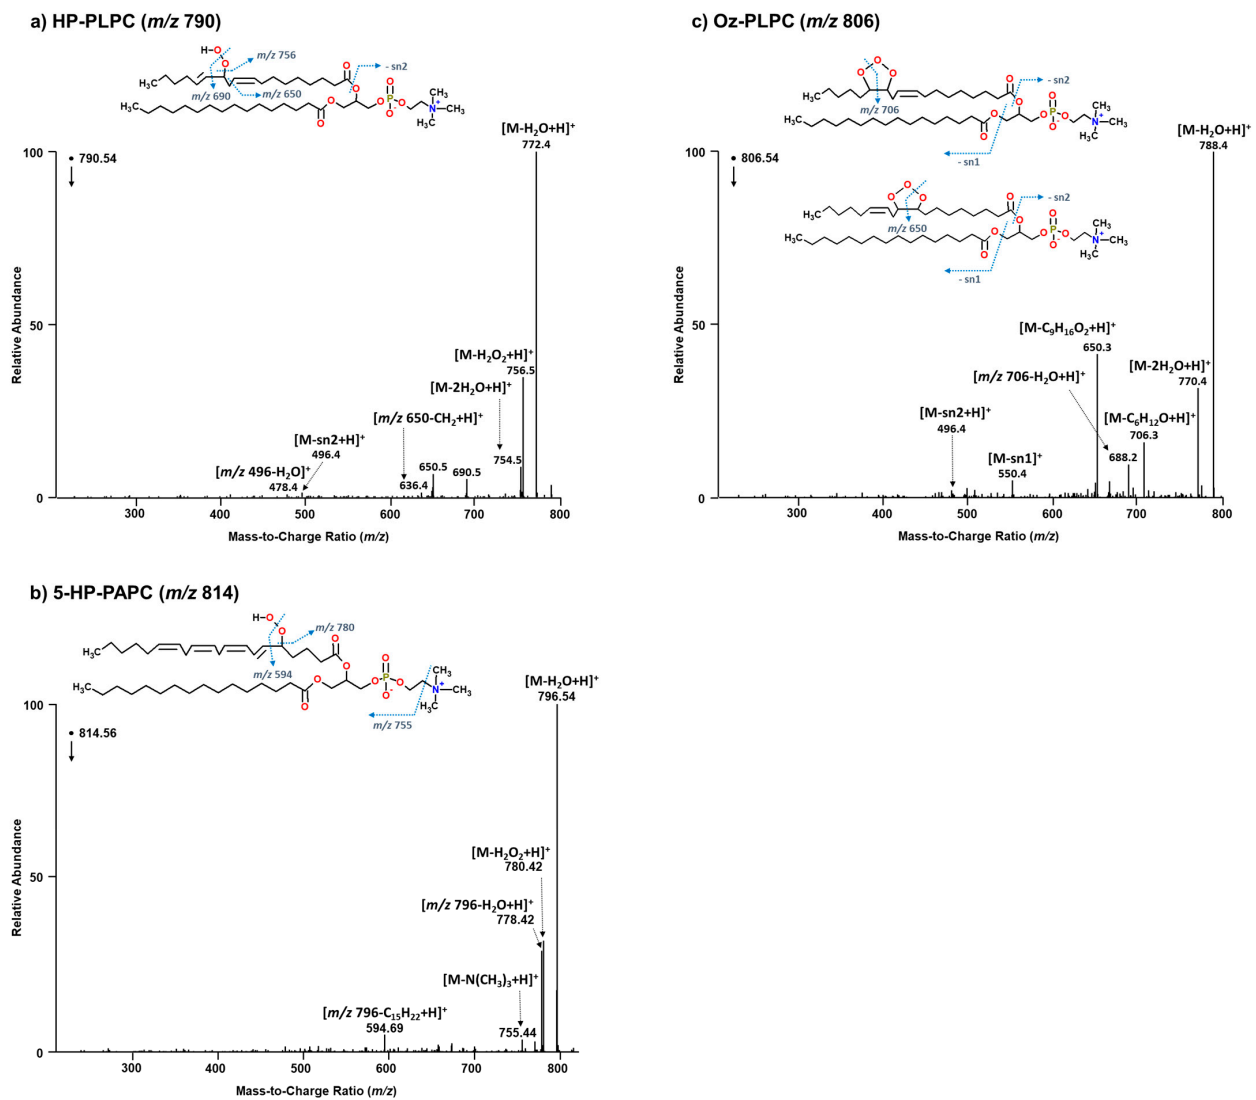 a) HP-PLPC (m/z 790)
H-O
O
m/z 756
H₃C
m/z 690
m/z 650
O
- sn2
O
O
O
O
P
O
O⁻
N⁺
CH₃
CH₃
CH₃
H₃C
[M-H₂O+H]⁺
772.4
100
790.54
[M-H₂O₂+H]⁺
756.5
[M-2H₂O+H]⁺
754.5
50
[m/z 650-CH₂+H]⁺
[M-sn2+H]⁺
496.4
[m/z 496-H₂O]⁺
478.4
636.4
650.5
690.5
0
300
400
500
600
700
800
Relative Abundance
Mass-to-Charge Ratio (m/z)
c) Oz-PLPC (m/z 806)
O
O
O
H₃C
m/z 706
O
- sn2
O
O
O
O
P
O
O⁻
N⁺
CH₃
CH₃
CH₃
H₃C
- sn1
[M-H₂O+H]⁺
788.4
100
806.54
O
O
O
H₃C
m/z 650
O
- sn2
O
O
O
O
P
O
O⁻
N⁺
CH₃
CH₃
H₃C
H₃C
- sn1
50
[M-C₉H₁₆O₂+H]⁺
650.3
[M-2H₂O+H]⁺
770.4
[m/z 706-H₂O+H]⁺
688.2
[M-C₆H₁₂O+H]⁺
706.3
[M-sn2+H]⁺
496.4
[M-sn1]⁺
550.4
0
300
400
500
600
700
800
Relative Abundance
Mass-to-Charge Ratio (m/z)
b) 5-HP-PAPC (m/z 814)
H-O
O
m/z 780
H₃C
m/z 594
O
O
O
O
O
P
O
O⁻
N⁺
CH₃
CH₃
H₃C
H₃C
m/z 755
[M-H₂O+H]⁺
796.54
100
814.56
[M-H₂O₂+H]⁺
780.42
50
[m/z 796-H₂O+H]⁺
778.42
[M-N(CH₃)₃+H]⁺
755.44
[m/z 796-C₁₅H₂₂+H]⁺
594.69
0
300
400
500
600
700
800
Relative Abundance
Mass-to-Charge Ratio (m/z)